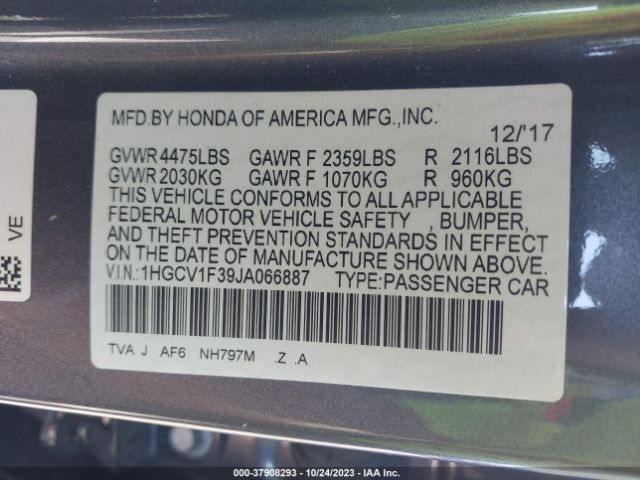 MFD.BY HONDA OF AMERICA MFG.,INC.
12/'17
GVWR 4475LBS GAWR F 2359LBS R 2116LBS
GVWR 2030KG GAWR F 1070KG R 960KG
THIS VEHICLE CONFORMS TO ALL APPLICABLE
FEDERAL MOTOR VEHICLE SAFETY , BUMPER,
AND THEFT PREVENTION STANDARDS IN EFFECT
ON THE DATE OF MANUFACTURE SHOWN ABOVE.
V.I.N.:1HGCV1F39JA066887 TYPE:PASSENGER CAR
TVA J AF6 NH797M .Z .A
VE
000-37908293 - 10/24/2023 - IAA Inc.